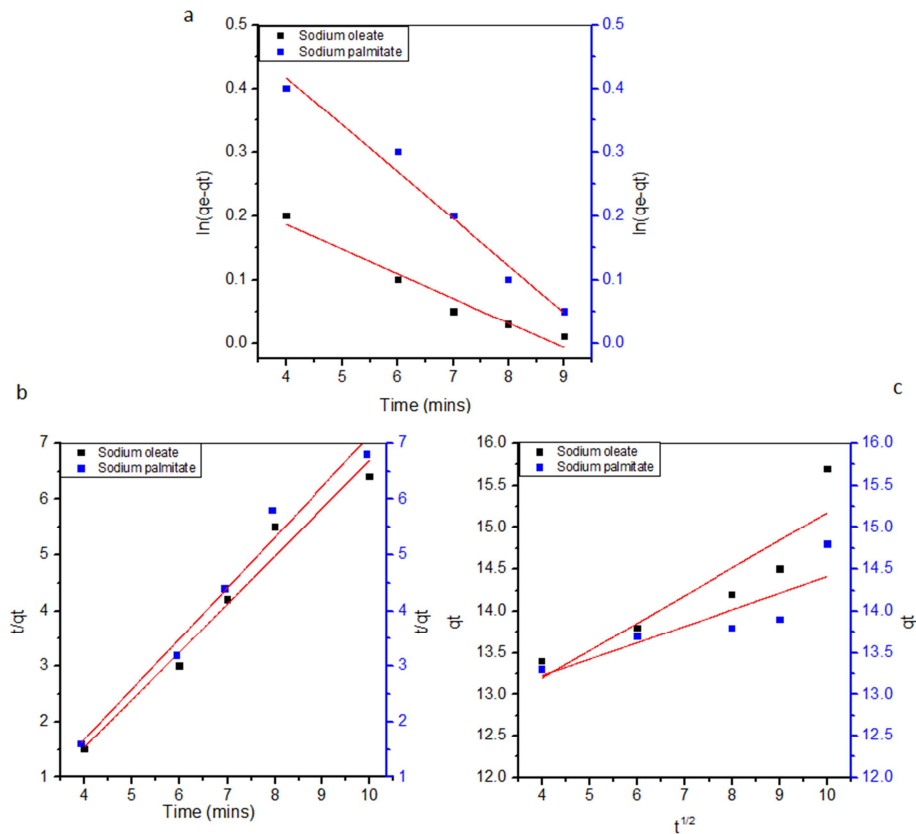 a
Sodium oleate
Sodium palmitate
ln(qe-qt)
0.5
0.4
0.3
0.2
0.1
0.0
0.5
0.4
0.3
0.2
0.1
0.0
ln(qe-qt)
4 5 6 7 8 9
Time (mins)
b
Sodium oleate
Sodium palmitate
t/qt
7
6
5
4
3
2
1
7
6
5
4
3
2
1
t/qt
4 5 6 7 8 9 10
Time (mins)
c
Sodium oleate
Sodium palmitate
qt
16.0
15.5
15.0
14.5
14.0
13.5
13.0
12.5
12.0
16.0
15.5
15.0
14.5
14.0
13.5
13.0
12.5
12.0
qt
4 5 6 7 8 9 10
t^1/2